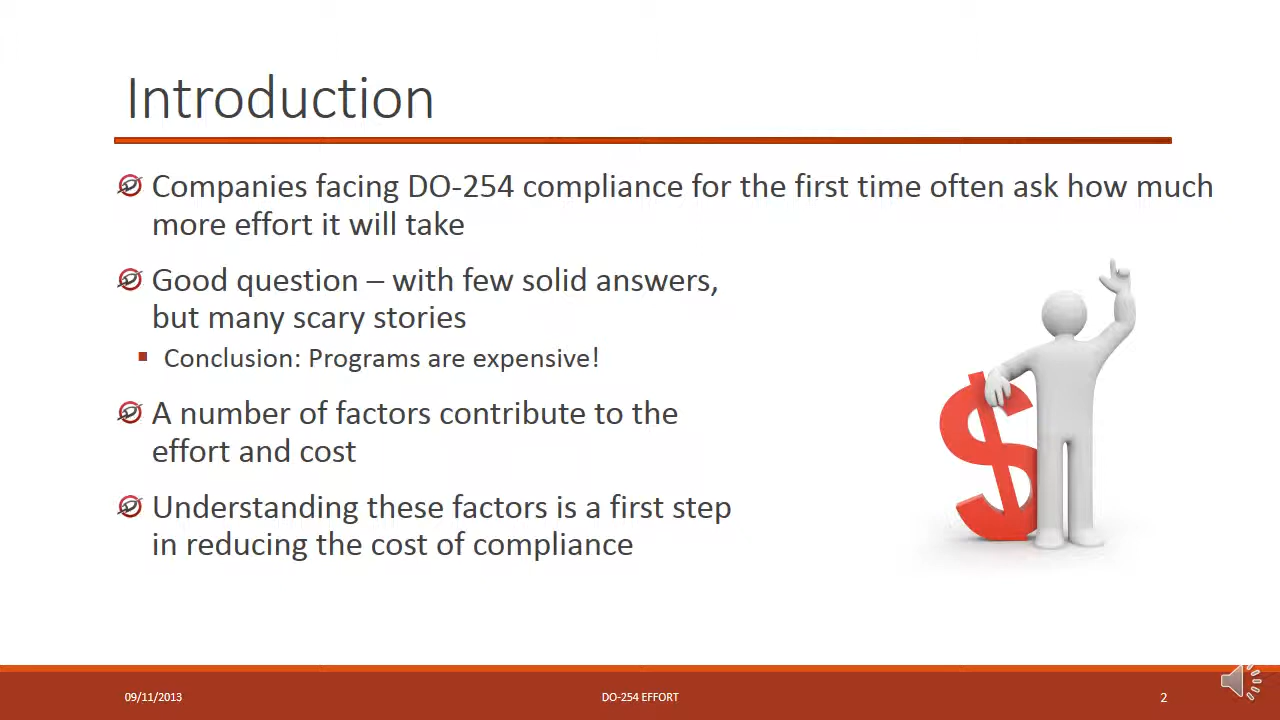 Introduction
Companies facing DO-254 compliance for the first time often ask how much
more effort it will take
Good question – with few solid answers,
but many scary stories
Conclusion: Programs are expensive!
A number of factors contribute to the
effort and cost
Understanding these factors is a first step
in reducing the cost of compliance
09/11/2013
DO-254 EFFORT
2